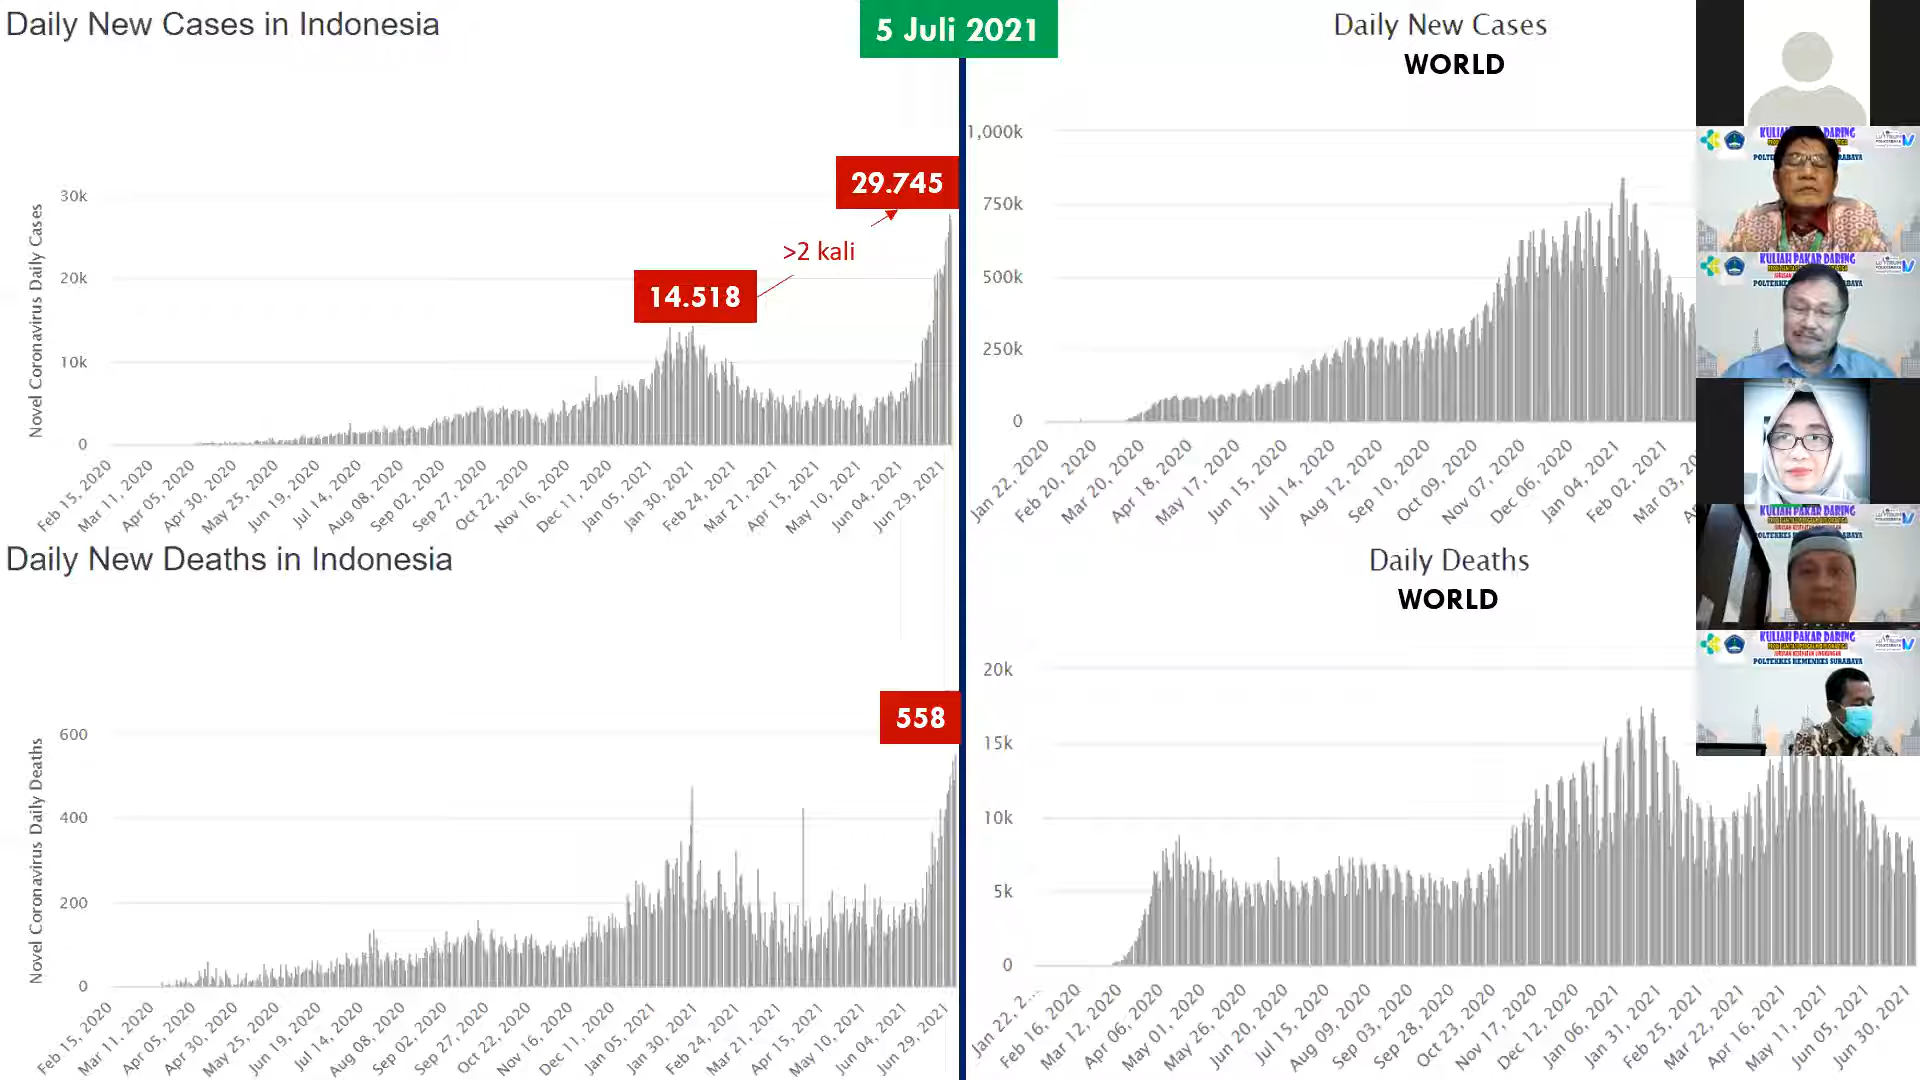 Daily New Cases in Indonesia
5 Juli 2021
Daily New Cases
WORLD
29.745
>2 kali
14.518
Novel Coronavirus Daily Cases
30k
20k
10k
0
Feb 15, 2020
Mar 11, 2020
Apr 05, 2020
Apr 30, 2020
May 25, 2020
Jun 19, 2020
Jul 14, 2020
Aug 08, 2020
Sep 02, 2020
Sep 27, 2020
Oct 22, 2020
Nov 16, 2020
Dec 11, 2020
Jan 05, 2021
Jan 30, 2021
Feb 24, 2021
Mar 21, 2021
Apr 15, 2021
May 10, 2021
Jun 04, 2021
Jun 29, 2021
1,000k
750k
500k
250k
0
Jan 22, 2020
Feb 20, 2020
Mar 20, 2020
Apr 18, 2020
May 17, 2020
Jun 15, 2020
Jul 14, 2020
Aug 12, 2020
Sep 10, 2020
Oct 09, 2020
Nov 07, 2020
Dec 06, 2020
Jan 04, 2021
Feb 02, 2021
Mar 03,
Daily New Deaths in Indonesia
558
Novel Coronavirus Daily Deaths
600
400
200
0
Feb 15, 2020
Mar 11, 2020
Apr 05, 2020
Apr 30, 2020
May 25, 2020
Jun 19, 2020
Jul 14, 2020
Aug 08, 2020
Sep 02, 2020
Sep 27, 2020
Oct 22, 2020
Nov 16, 2020
Dec 11, 2020
Jan 05, 2021
Jan 30, 2021
Feb 24, 2021
Mar 21, 2021
Apr 15, 2021
May 10, 2021
Jun 04, 2021
Jun 29, 2021
Daily Deaths
WORLD
20k
15k
10k
5k
0
Jan 22, 2...
Feb 16, 2020
Mar 12, 2020
Apr 06, 2020
May 01, 2020
May 26, 2020
Jun 20, 2020
Jul 15, 2020
Aug 09, 2020
Sep 03, 2020
Sep 28, 2020
Oct 23, 2020
Nov 17, 2020
Dec 12, 2020
Jan 06, 2021
Jan 31, 2021
Feb 25, 2021
Mar 22, 2021
Apr 16, 2021
May 11, 2021
Jun 05, 2021
Jun 30, 2021
KULIAH PAKAR DARING
KULIAH PAKAR DARING
KULIAH PAKAR DARING
POLTEKKES KEMENKES SURABAYA